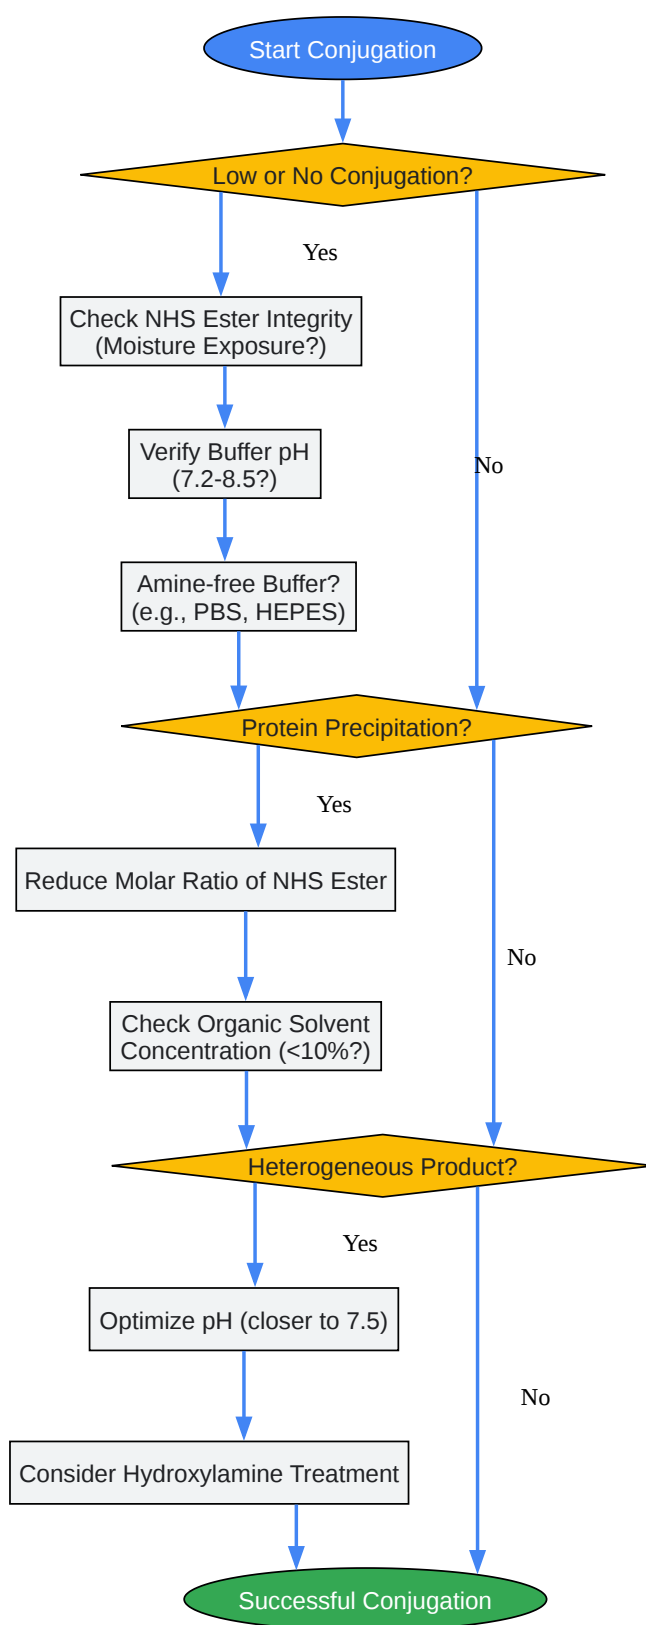 Start Conjugation
Low or No Conjugation?
Yes
Check NHS Ester Integrity
(Moisture Exposure?)
Verify Buffer pH
(7.2-8.5?)
No
Amine-free Buffer?
(e.g., PBS, HEPES)
Protein Precipitation?
Yes
Reduce Molar Ratio of NHS Ester
No
Check Organic Solvent
Concentration (<10%?)
Heterogeneous Product?
Yes
Optimize pH (closer to 7.5)
No
Consider Hydroxylamine Treatment
Successful Conjugation